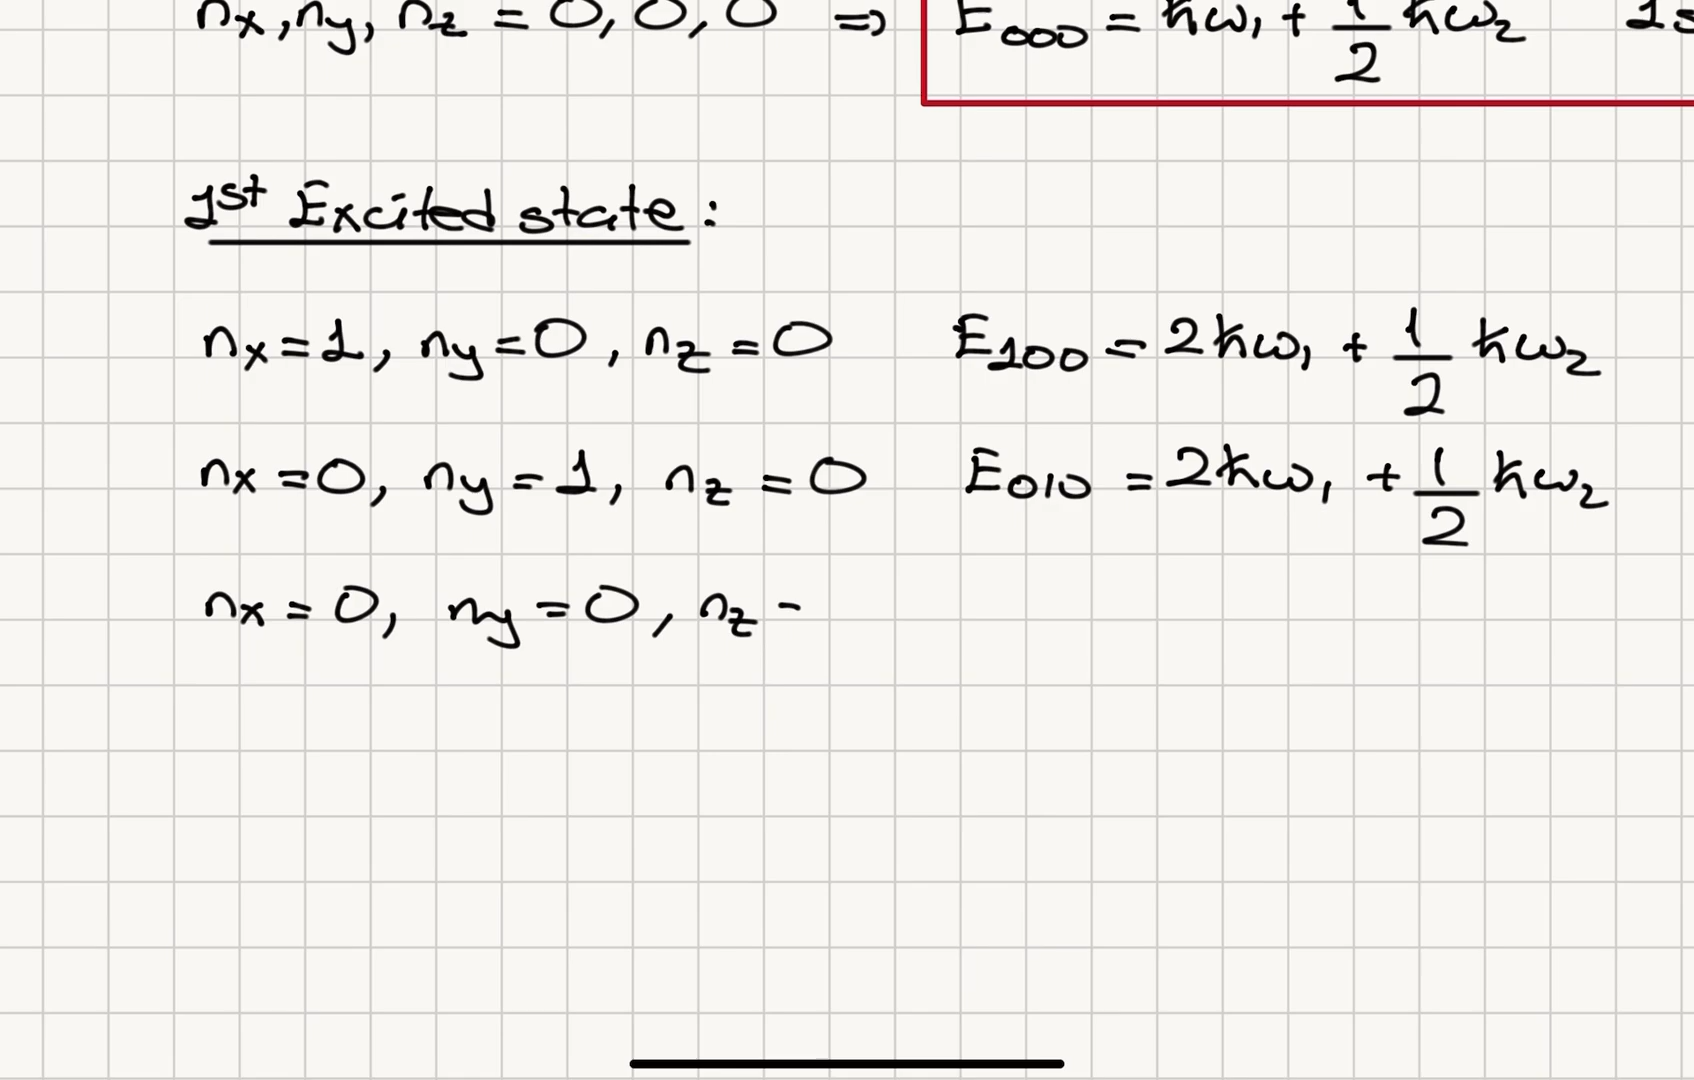 nx, ny, nz = 0, 0, 0 ⇒ E₀₀₀ = ħω₁ + 1/2 ħω₂
1st Excited state:
nx = 1, ny = 0, nz = 0 E₁₀₀ = 2ħω₁ + 1/2 ħω₂
nx = 0, ny = 1, nz = 0 E₀₁₀ = 2ħω₁ + 1/2 ħω₂
nx = 0, ny = 0, nz -